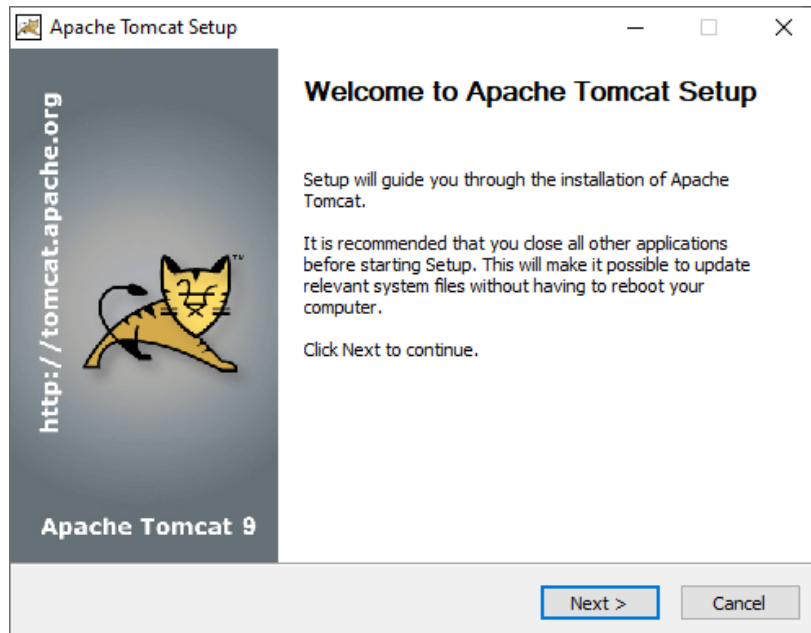 Apache Tomcat Setup
http://tomcat.apache.org
Apache Tomcat 9
Welcome to Apache Tomcat Setup
Setup will guide you through the installation of Apache
Tomcat.
It is recommended that you close all other applications
before starting Setup. This will make it possible to update
relevant system files without having to reboot your
computer.
Click Next to continue.
Next >
Cancel